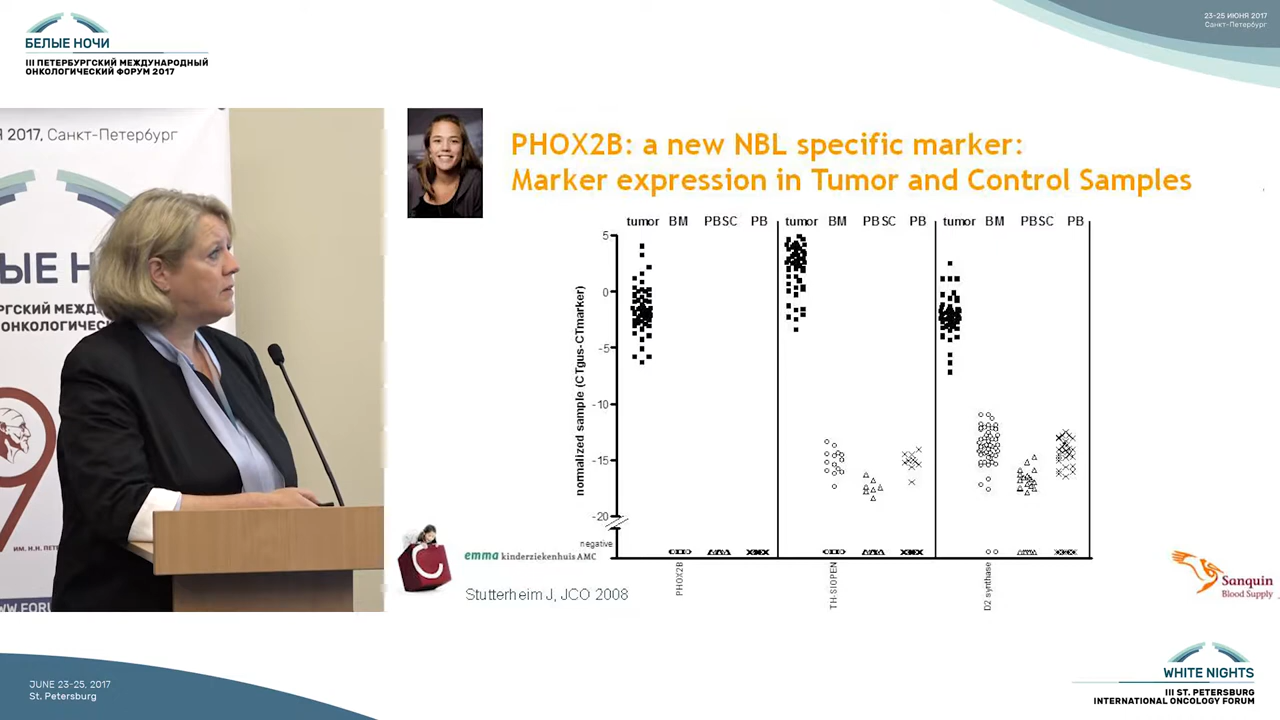 БЕЛЫЕ НОЧИ
III ПЕТЕРБУРГСКИЙ МЕЖДУНАРОДНЫЙ
ОНКОЛОГИЧЕСКИЙ ФОРУМ 2017
23-25 ИЮНЯ 2017
Санкт-Петербург
2017, Санкт-Петербург
PHOX2B: a new NBL specific marker:
Marker expression in Tumor and Control Samples
tumor BM PBSC PB tumor BM PBSC PB tumor BM PBSC PB
normalized sample (CTgus-CTmarker)
5
0
-5
-10
-15
-20
negative
PHOX2B
TH-SIOPEN
D2 synthase
emma kinderziekenhuis AMC
Stutterheim J, JCO 2008
Sanquin
Blood Supply
9
JUNE 23-25, 2017
St. Petersburg
WHITE NIGHTS
III ST. PETERSBURG
INTERNATIONAL ONCOLOGY FORUM